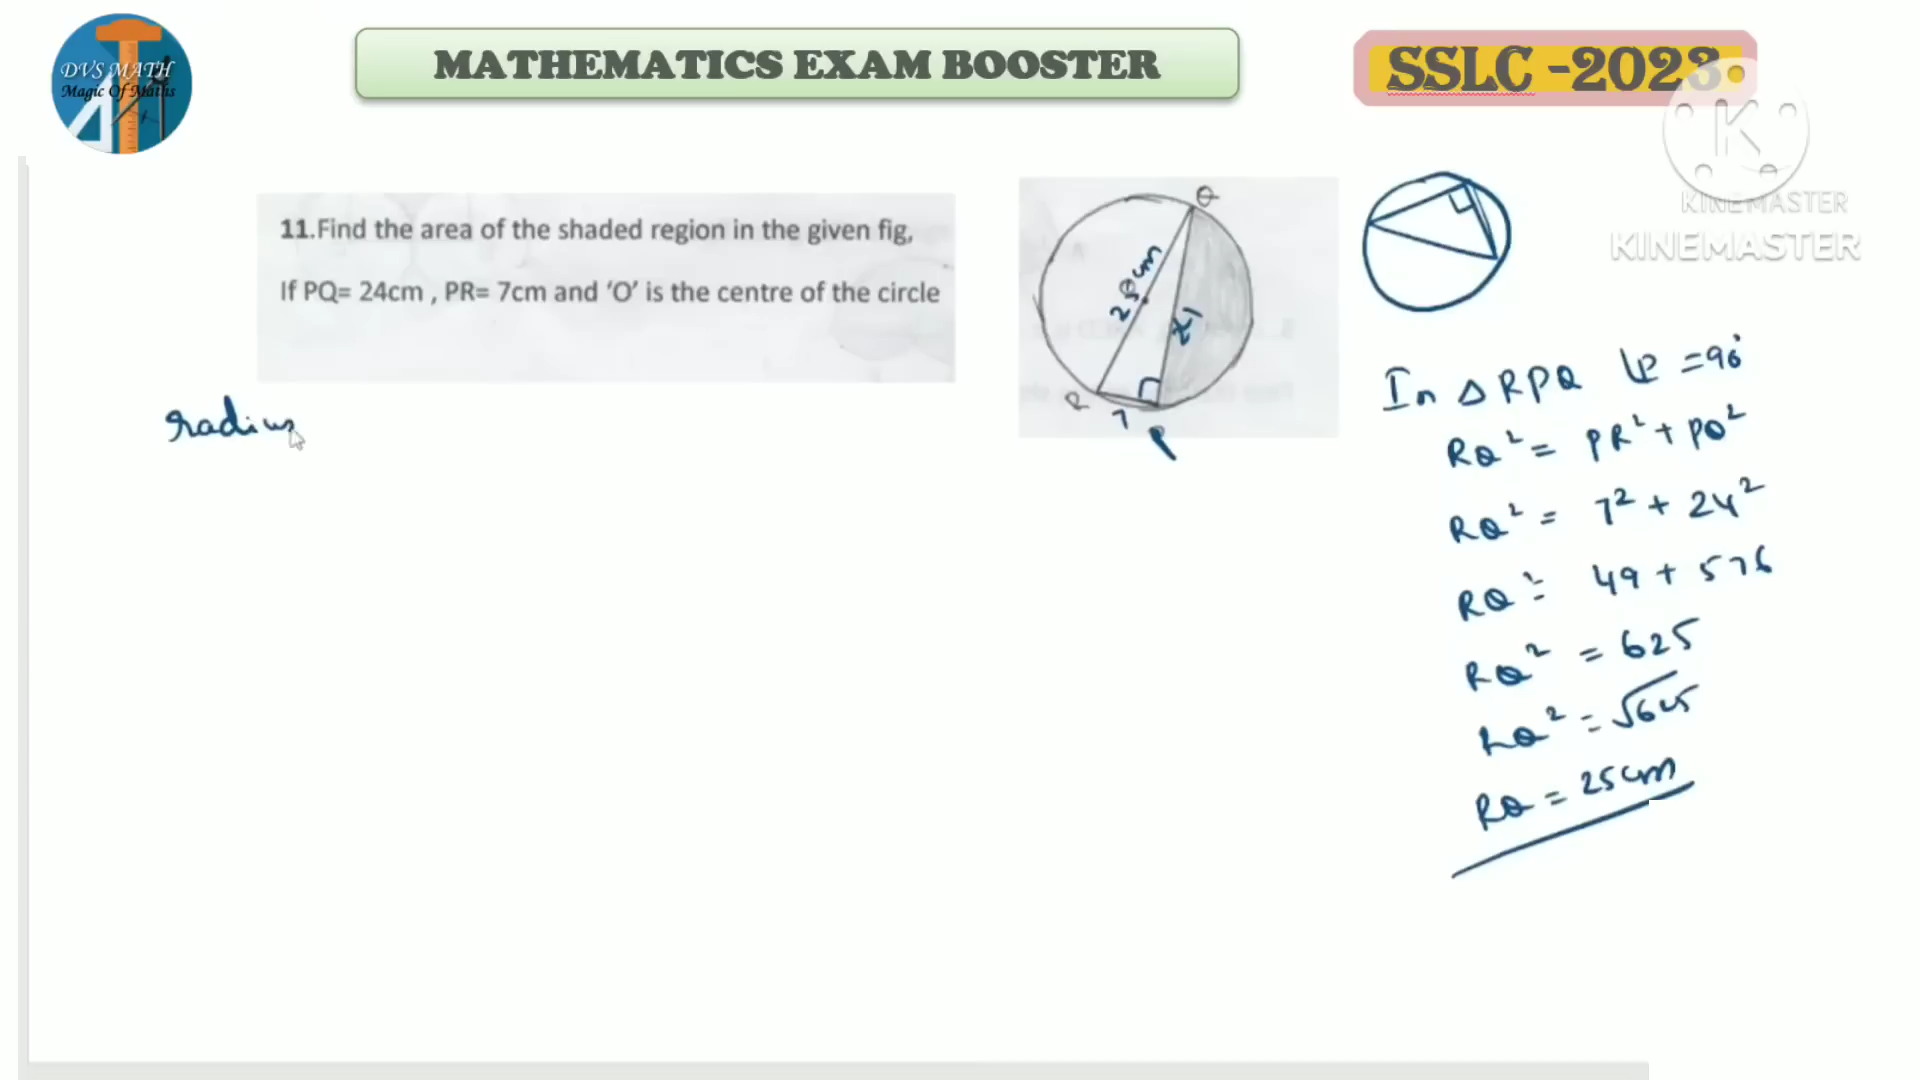 DVS MATH
Magic Of Maths
MATHEMATICS EXAM BOOSTER
SSLC -2023
KINEMASTER
KINEMASTER
11.Find the area of the shaded region in the given fig,
If PQ= 24cm , PR= 7cm and ‘O’ is the centre of the circle
Q
R
7
P
radius
In Δ RPQ ∠P = 90°
RQ² = PR² + PQ²
RQ² = 7² + 24²
RQ² = 49 + 576
RQ² = 625
RQ² = √625
RQ = 25cm